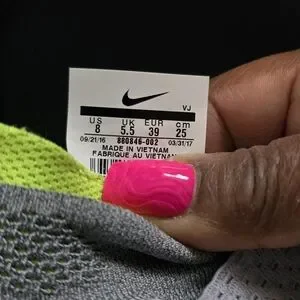 VJ
US UK EUR cm
8 5.5 39 25
09/21/16 880846-002 03/31/17
MADE IN VIETNAM
FABRIQUE AU VIETNAM